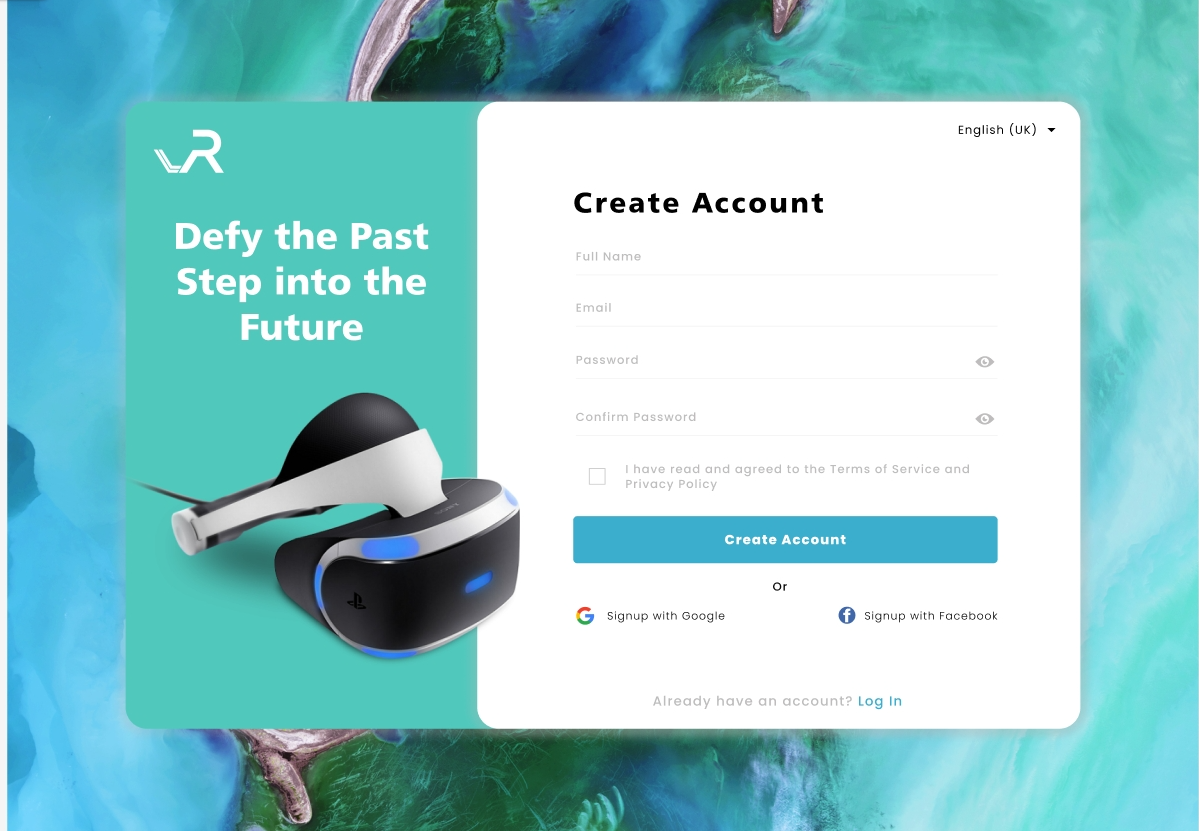 VR
Defy the Past
Step into the
Future
English (UK)
Create Account
Full Name
Email
Password
Confirm Password
I have read and agreed to the Terms of Service and
Privacy Policy
Create Account
Or
Signup with Google
Signup with Facebook
Already have an account? Log In